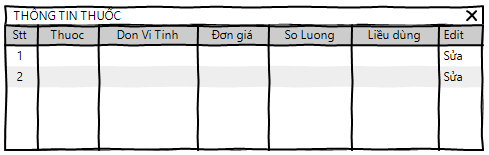 THÔNG TIN THUỐC
Stt Thuoc Don Vi Tinh Đơn giá So Luong Liều dùng Edit
1 Sửa
2 Sửa